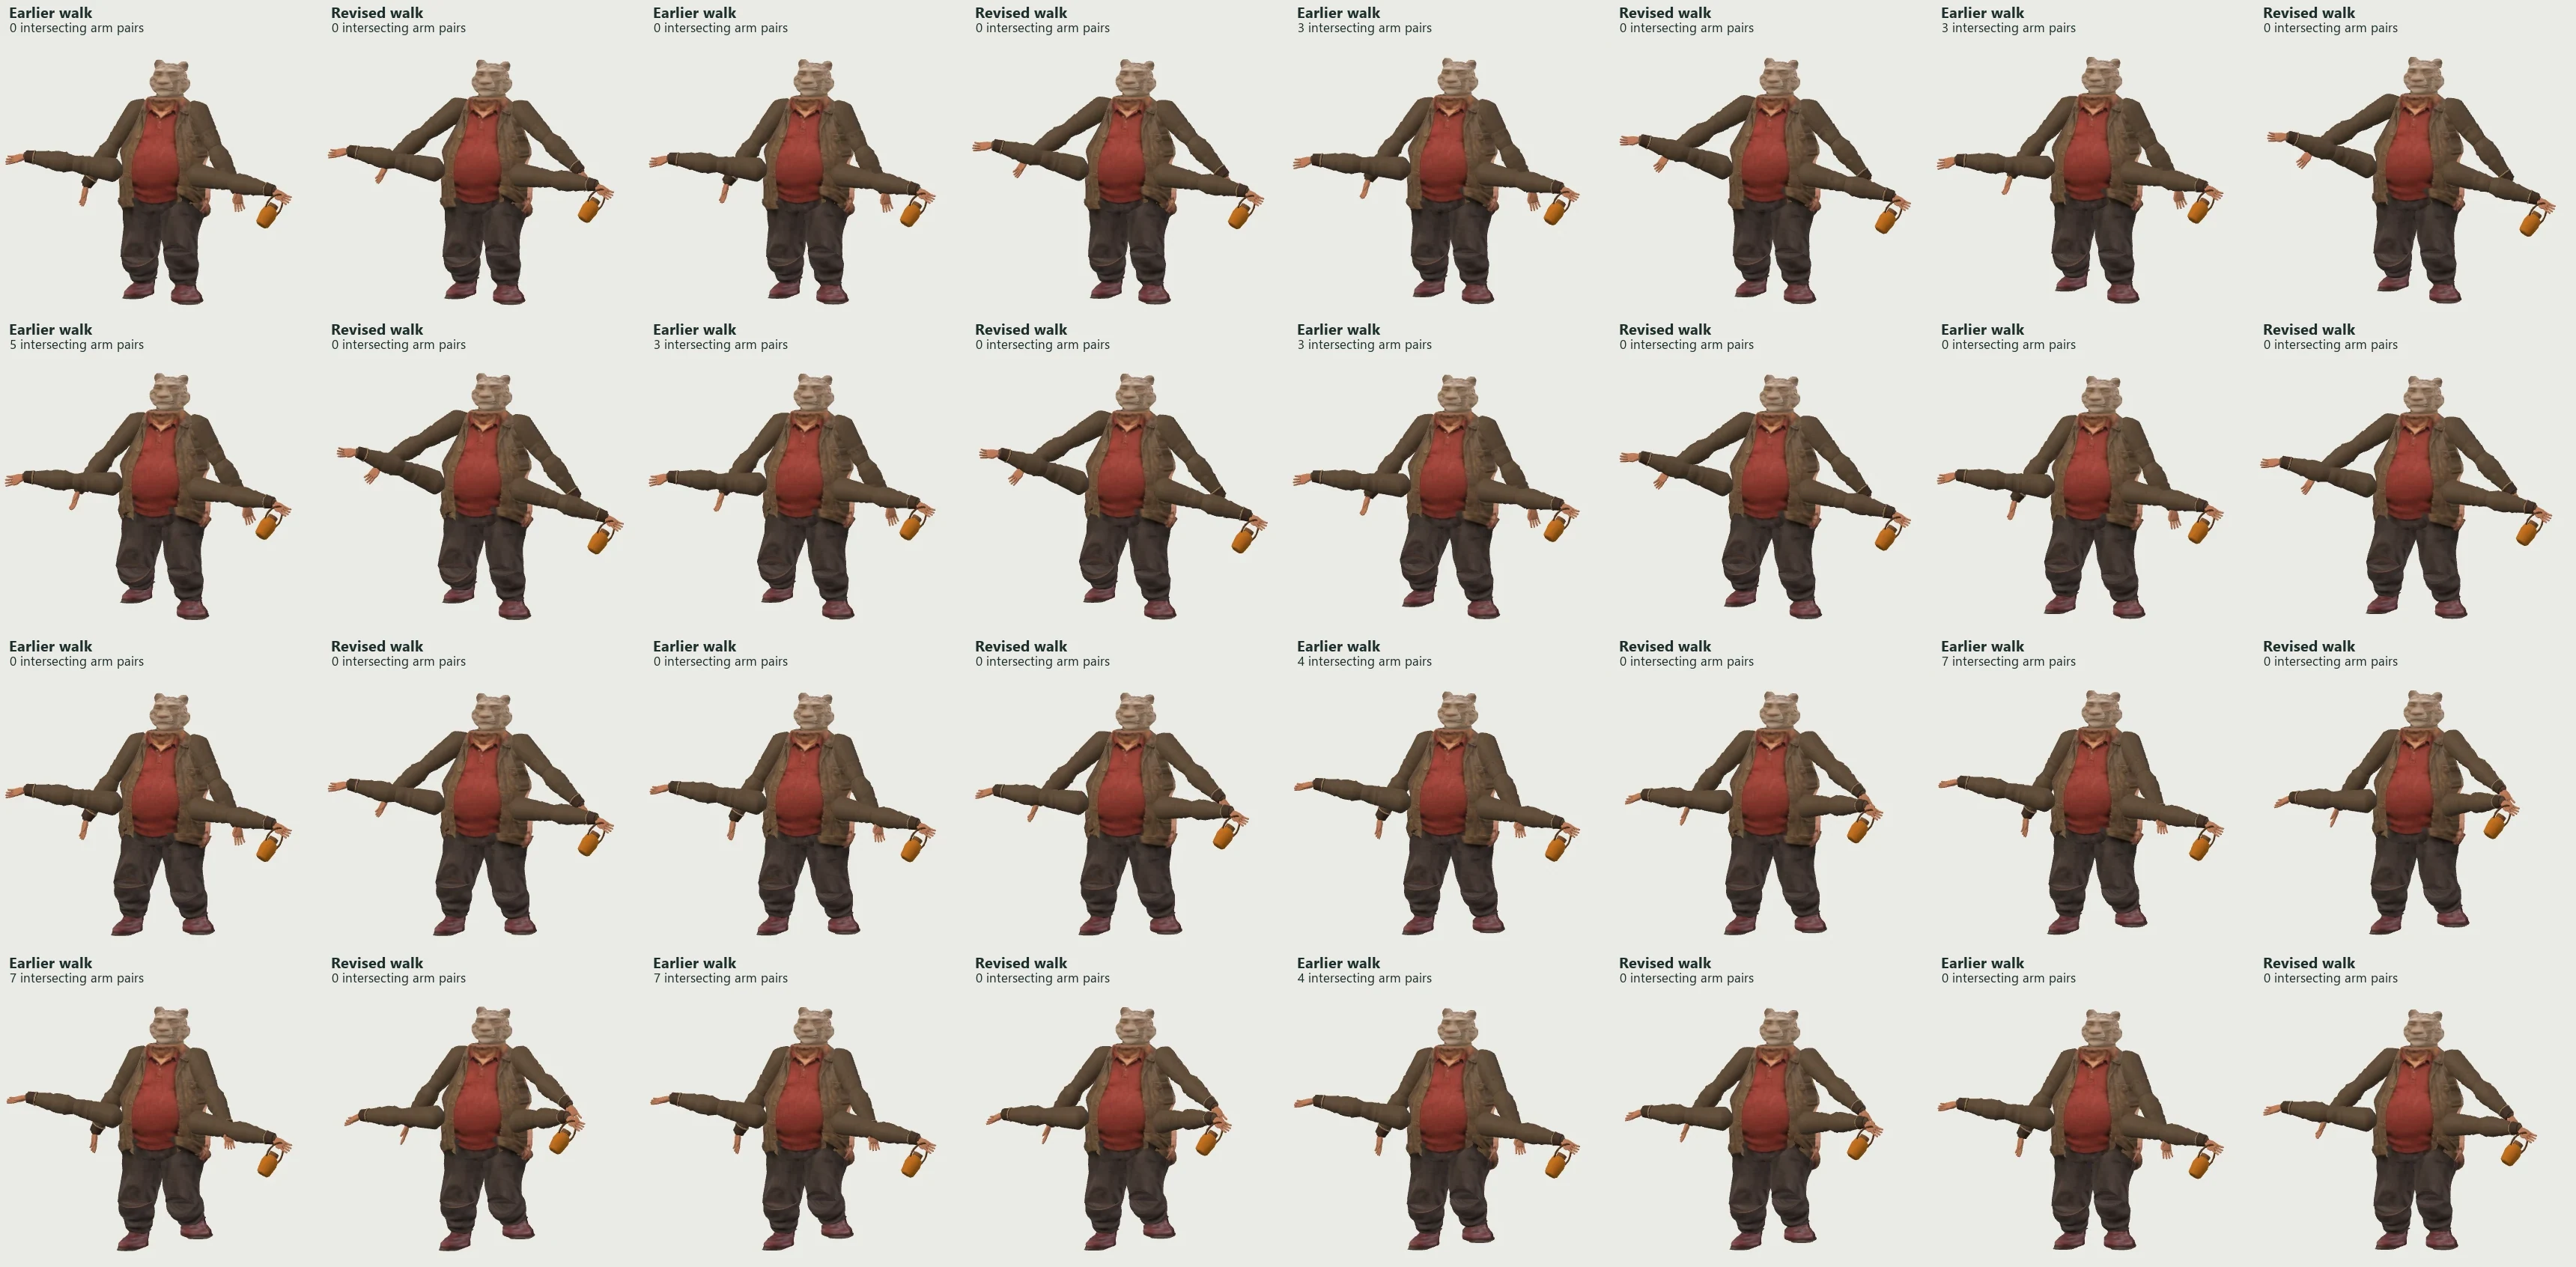 Earlier walk
0 intersecting arm pairs
Revised walk
0 intersecting arm pairs
Earlier walk
0 intersecting arm pairs
Revised walk
0 intersecting arm pairs
Earlier walk
3 intersecting arm pairs
Revised walk
0 intersecting arm pairs
Earlier walk
3 intersecting arm pairs
Revised walk
0 intersecting arm pairs
Earlier walk
5 intersecting arm pairs
Revised walk
0 intersecting arm pairs
Earlier walk
3 intersecting arm pairs
Revised walk
0 intersecting arm pairs
Earlier walk
3 intersecting arm pairs
Revised walk
0 intersecting arm pairs
Earlier walk
0 intersecting arm pairs
Revised walk
0 intersecting arm pairs
Earlier walk
0 intersecting arm pairs
Revised walk
0 intersecting arm pairs
Earlier walk
0 intersecting arm pairs
Revised walk
0 intersecting arm pairs
Earlier walk
4 intersecting arm pairs
Revised walk
0 intersecting arm pairs
Earlier walk
7 intersecting arm pairs
Revised walk
0 intersecting arm pairs
Earlier walk
7 intersecting arm pairs
Revised walk
0 intersecting arm pairs
Earlier walk
7 intersecting arm pairs
Revised walk
0 intersecting arm pairs
Earlier walk
4 intersecting arm pairs
Revised walk
0 intersecting arm pairs
Earlier walk
0 intersecting arm pairs
Revised walk
0 intersecting arm pairs